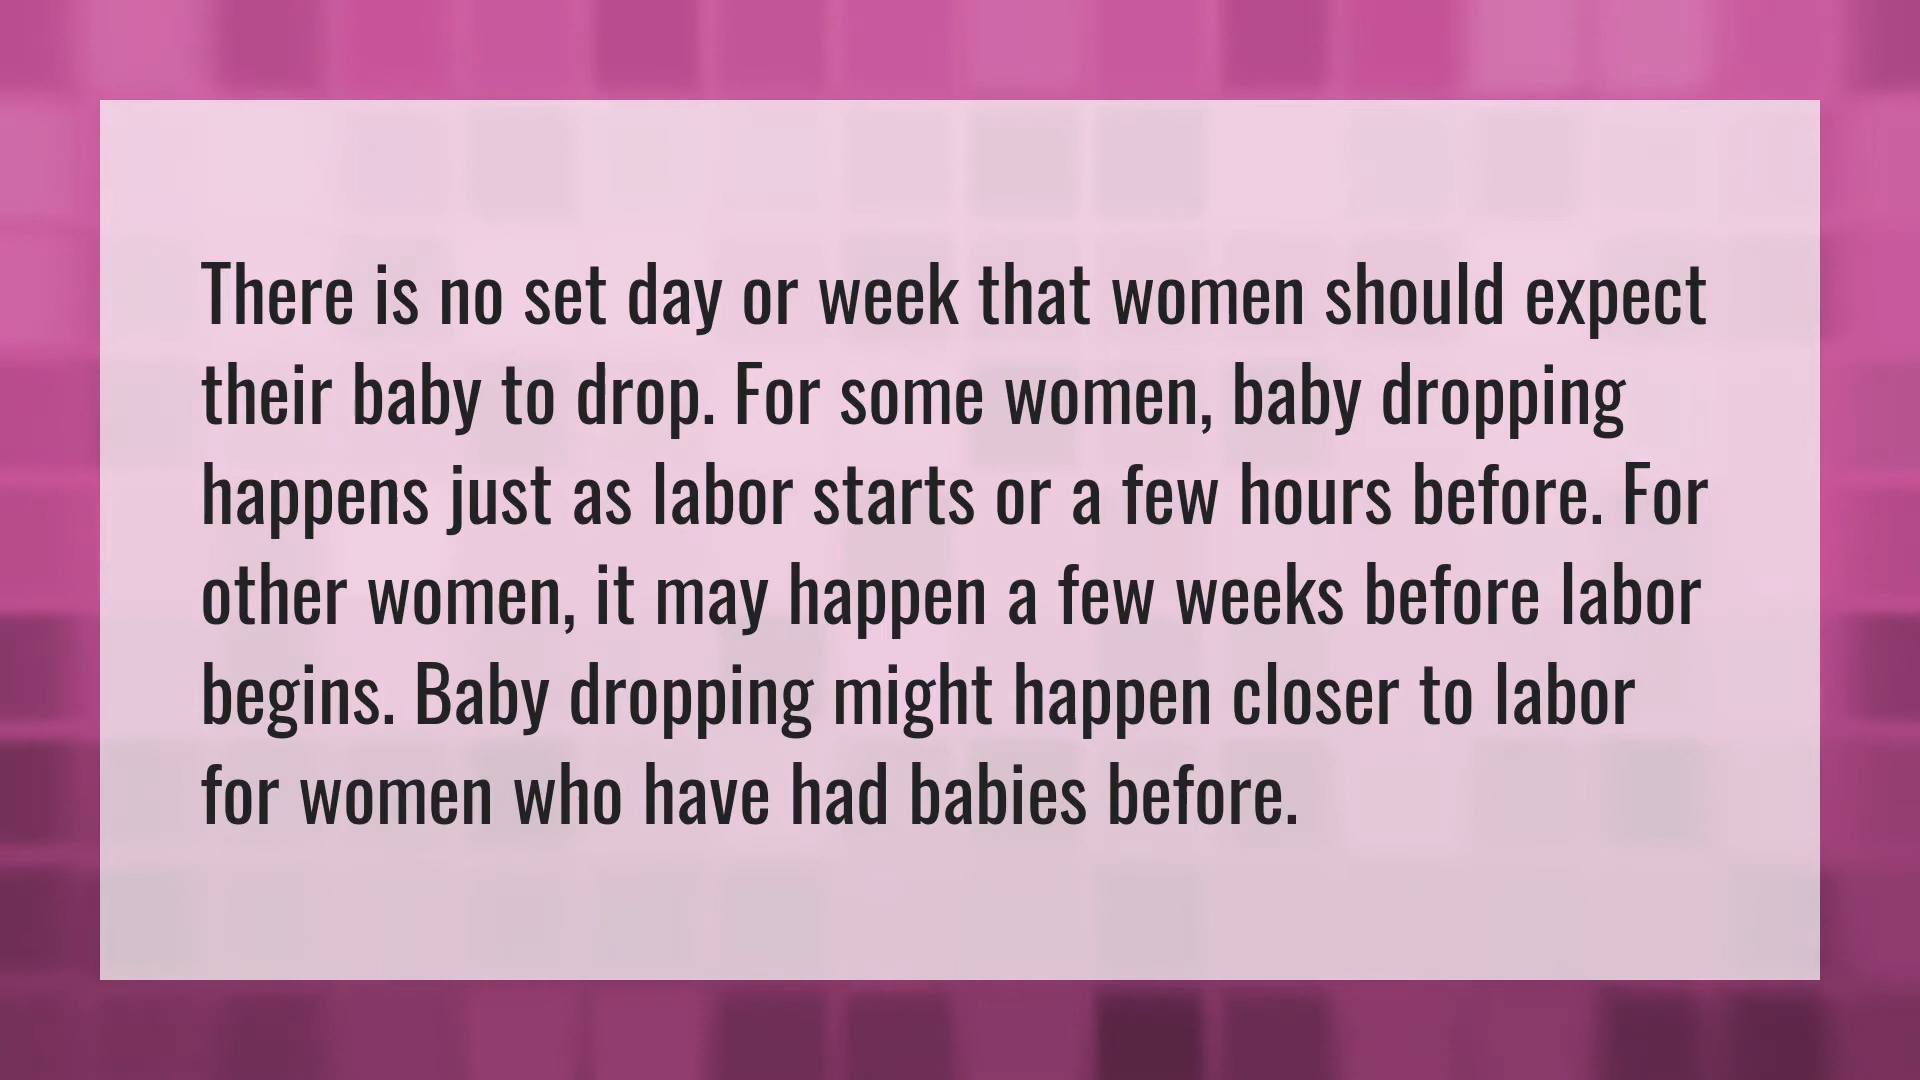 There is no set day or week that women should expect
their baby to drop. For some women, baby dropping
happens just as labor starts or a few hours before. For
other women, it may happen a few weeks before labor
begins. Baby dropping might happen closer to labor
for women who have had babies before.